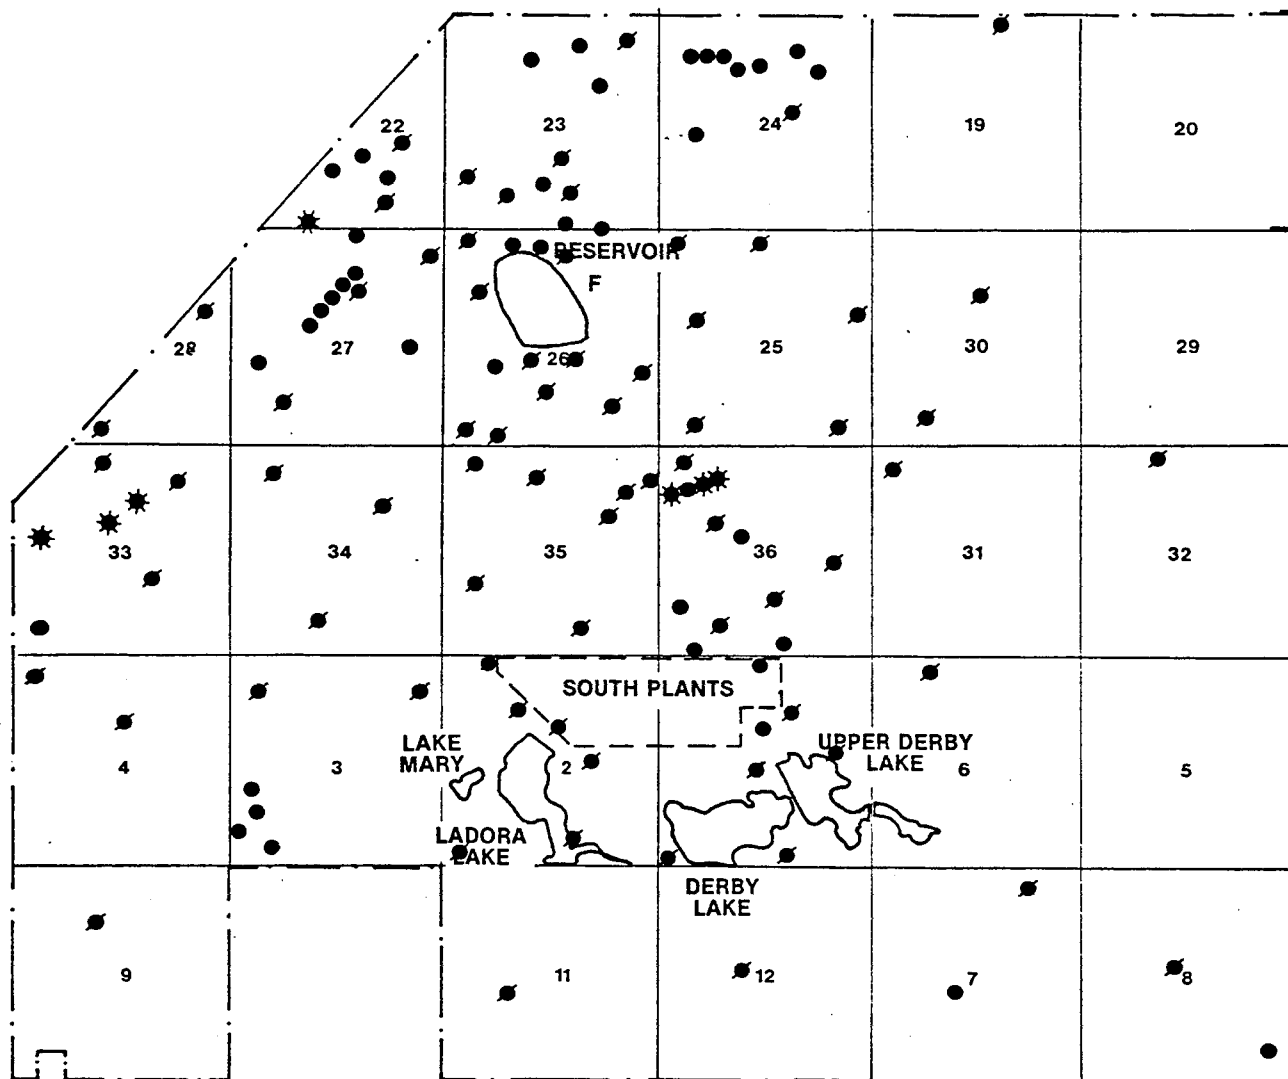 22
23
24
19
20
RESERVOIR
F
28
27
26
25
30
29
33
34
35
36
31
32
SOUTH PLANTS
LAKE
MARY
UPPER DERBY
LAKE
4
3
2
6
5
LADORA
LAKE
DERBY
LAKE
9
11
12
7
8